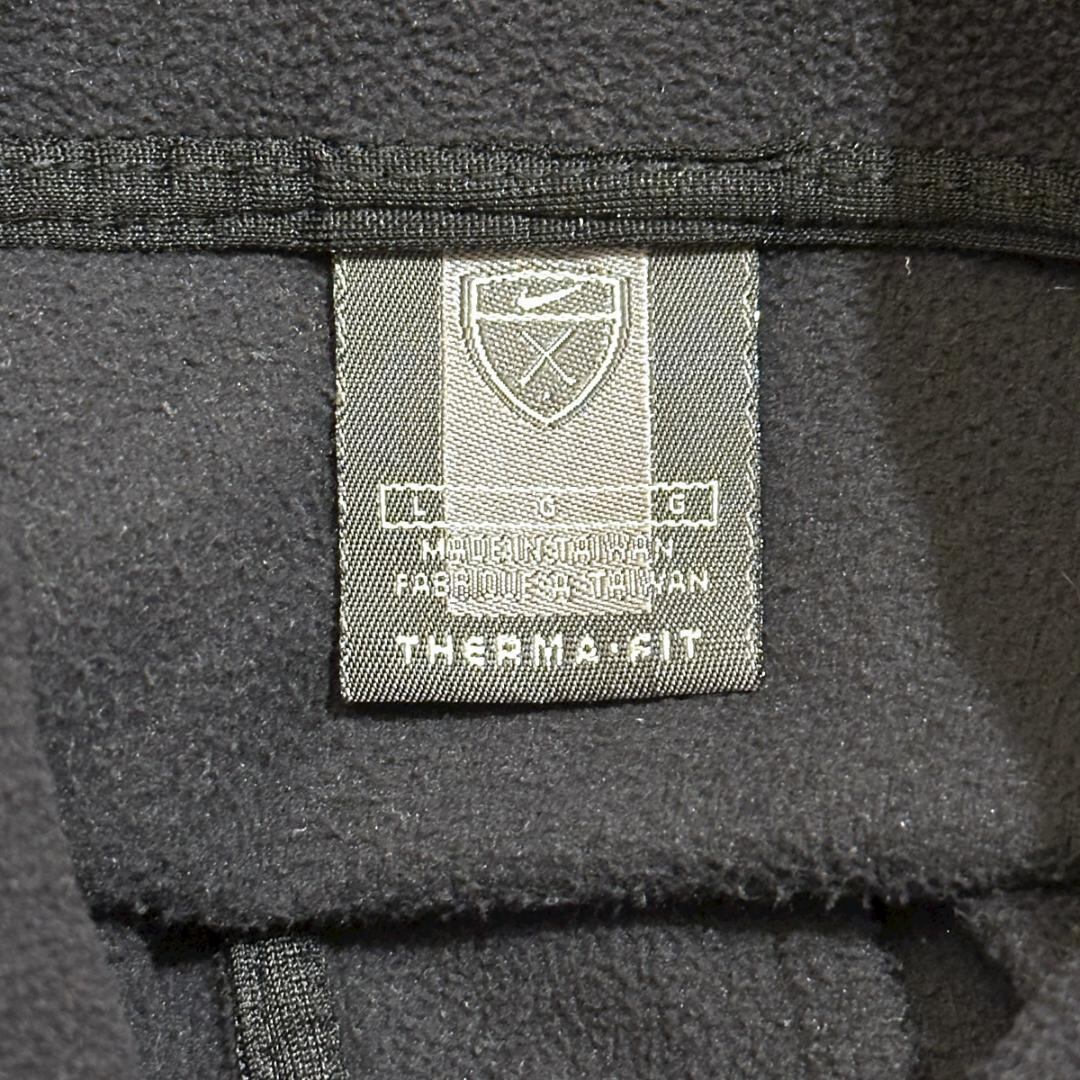 L G G
MADE IN TAIWAN
FABRIQUE A TAIWAN
THERMA·FIT